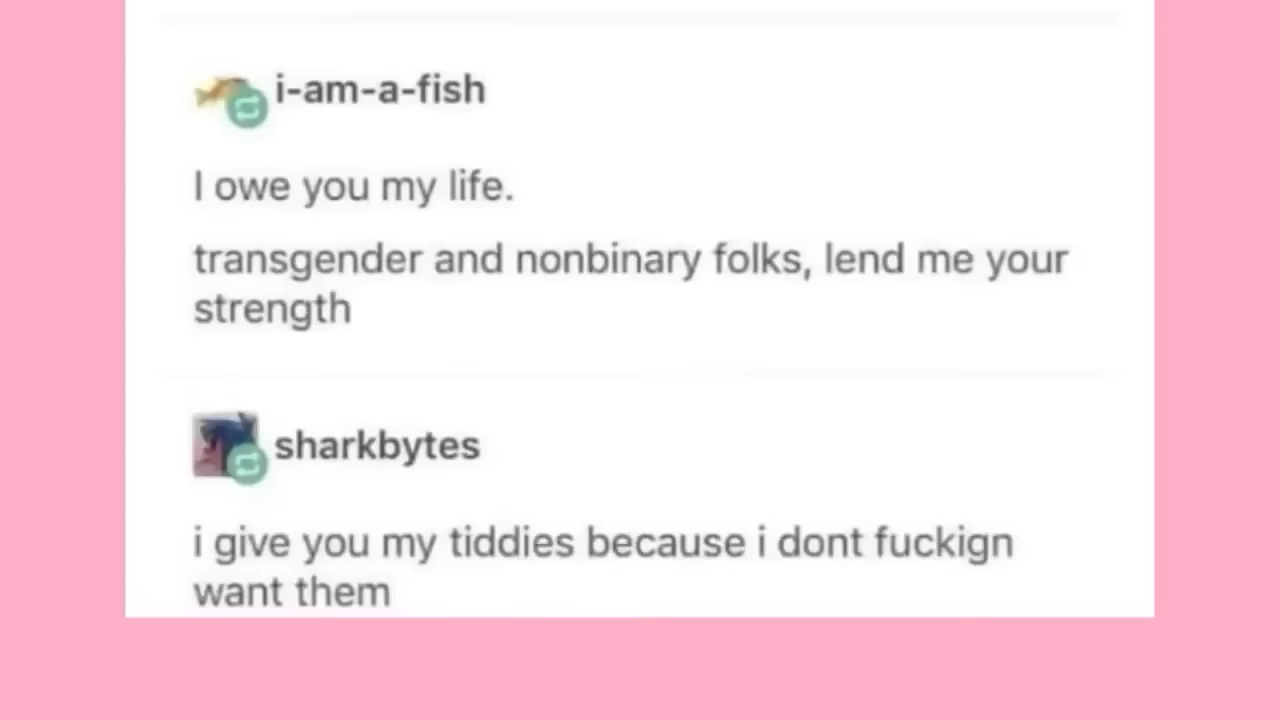 i-am-a-fish
I owe you my life.
transgender and nonbinary folks, lend me your
strength
sharkbytes
i give you my tiddies because i dont fuckign
want them